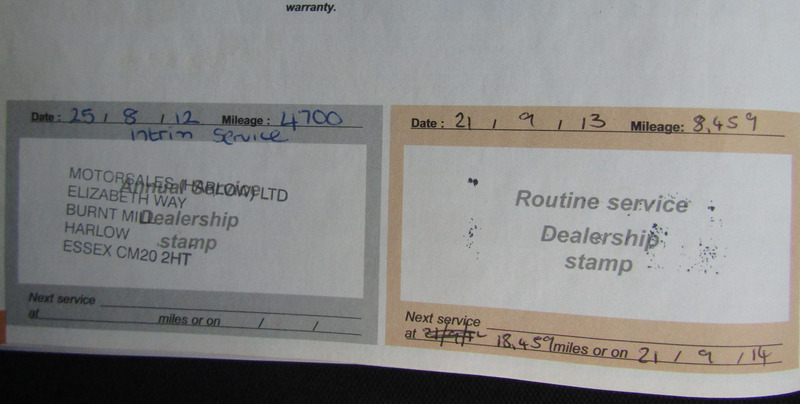 warranty.
Date : 25 / 8 / 12 Mileage : 4700
intrim Service
Annual Service
Dealership
stamp
MOTORSALES (HARLOW) LTD
ELIZABETH WAY
BURNT MILL
HARLOW
ESSEX CM20 2HT
Next service
at miles or on / /
Date : 21 / 9 / 13 Mileage: 8,459
Routine service
Dealership
stamp
Next service
at 18,459 miles or on 21 / 9 / 14